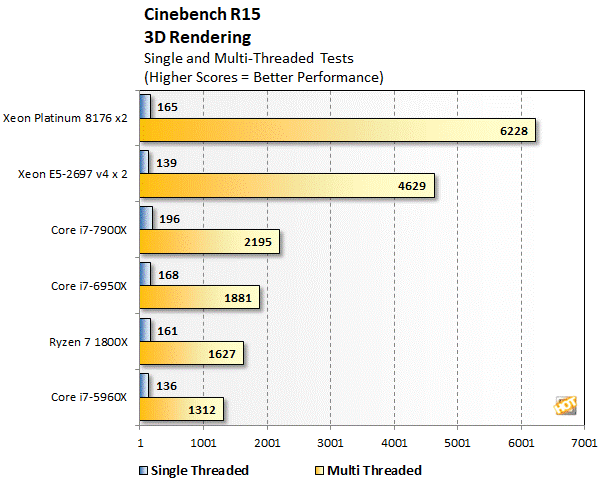 Cinebench R15
3D Rendering
Single and Multi-Threaded Tests
(Higher Scores = Better Performance)
Xeon Platinum 8176 x2
165
6228
Xeon E5-2697 v4 x 2
139
4629
Core i7-7900X
196
2195
Core i7-6950X
168
1881
Ryzen 7 1800X
161
1627
Core i7-5960X
136
1312
1 1001 2001 3001 4001 5001 6001 7001
Single Threaded Multi Threaded